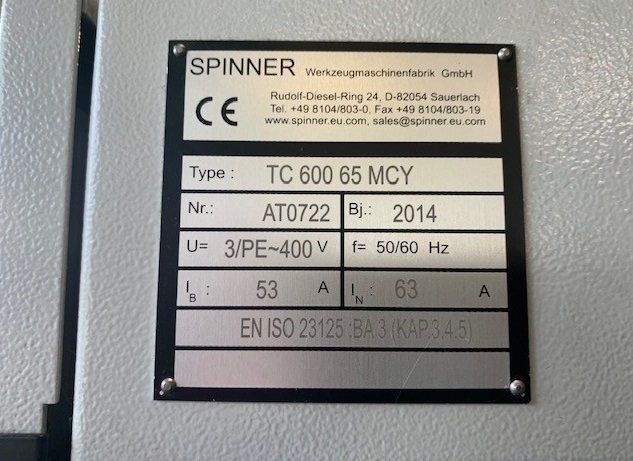 SPINNER Werkzeugmaschinenfabrik GmbH
Rudolf-Diesel-Ring 24, D-82054 Sauerlach
Tel. +49 8104/803-0, Fax +49 8104/803-19
www.spinner.eu.com, sales@spinner.eu.com
CE
Type : TC 600 65 MCY
Nr.: AT0722 Bj.: 2014
U= 3/PE~400 V f= 50/60 Hz
I_B : 53 A I_N : 63 A
EN ISO 23125 :BA 3 (KAP.3,4.5)